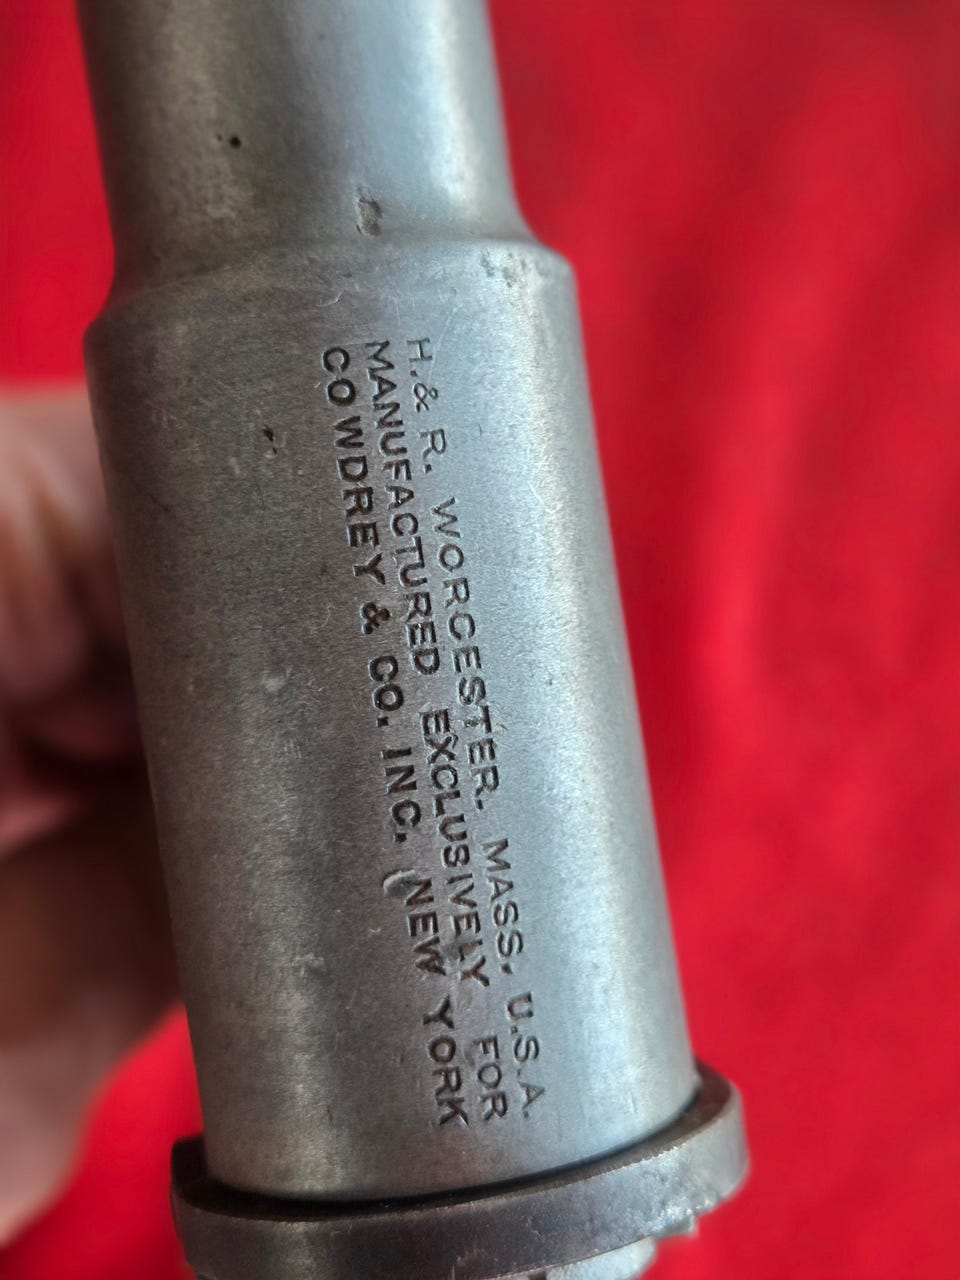 H.& R. WORCESTER. MASS. U.S.A.
MANUFACTURED EXCLUSIVELY FOR
COWDREY & CO. INC. NEW YORK